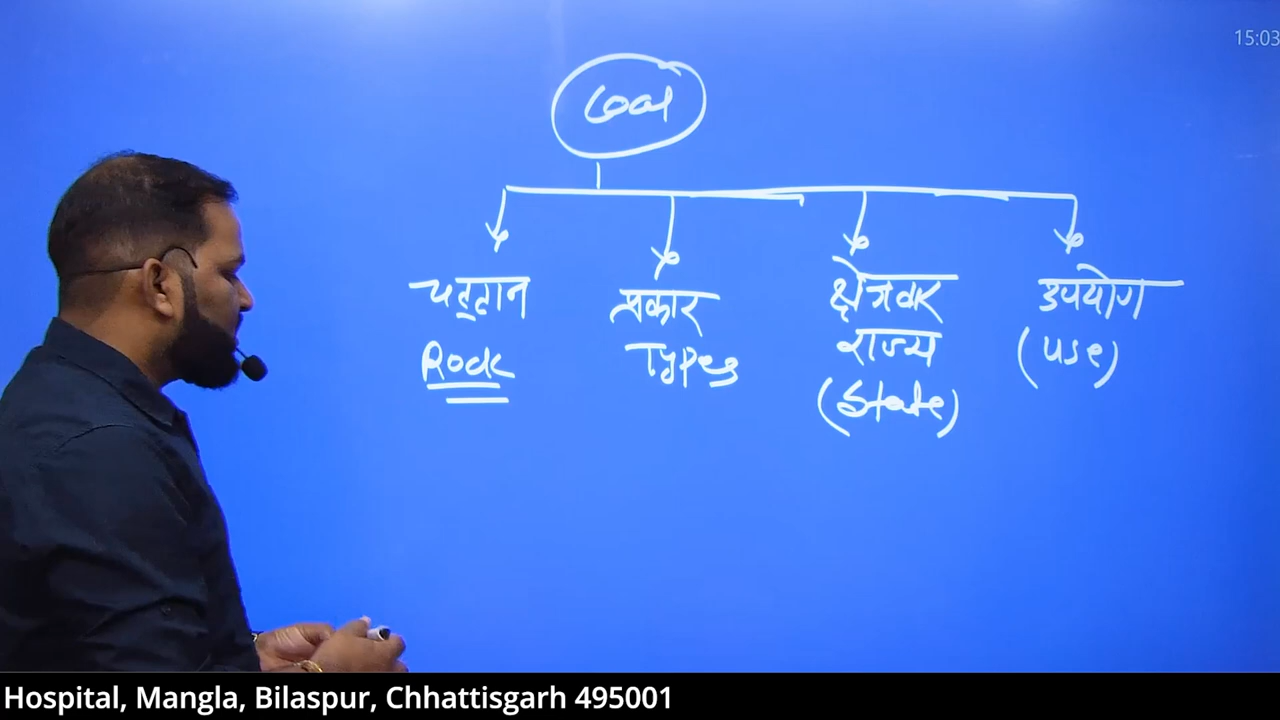 15:03
Coal
चट्टान
Rock
प्रकार
Types
क्षेत्रवार
राज्य
(State)
उपयोग
(use)
Hospital, Mangla, Bilaspur, Chhattisgarh 495001